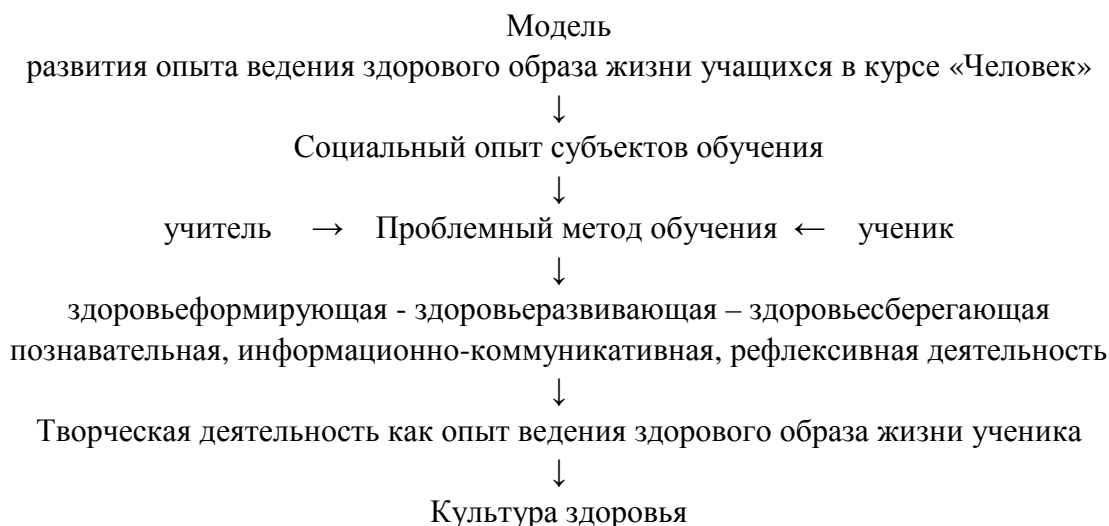 Модель
развития опыта ведения здорового образа жизни учащихся в курсе «Человек»
↓
Социальный опыт субъектов обучения
↓
учитель → Проблемный метод обучения ← ученик
↓
здоровьеформирующая - здоровьеразвивающая – здоровьесберегающая
познавательная, информационно-коммуникативная, рефлексивная деятельность
↓
Творческая деятельность как опыт ведения здорового образа жизни ученика
↓
Культура здоровья